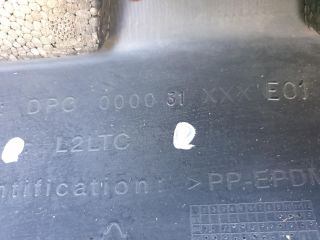 DPC 0000 31 XXX E01
L2LTC
ntification: >PP-EPDM